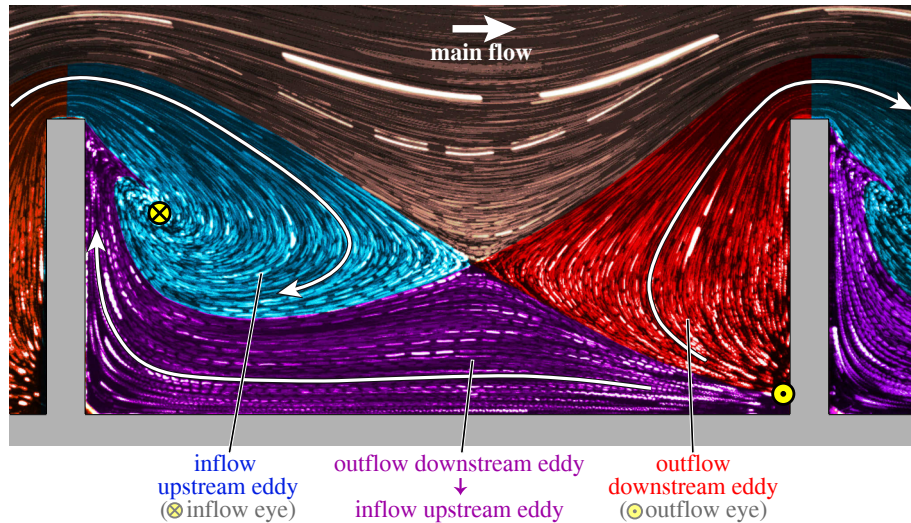 main flow
inflow
upstream eddy
(⊗ inflow eye)
outflow downstream eddy
↓
inflow upstream eddy
outflow
downstream eddy
(⊙ outflow eye)